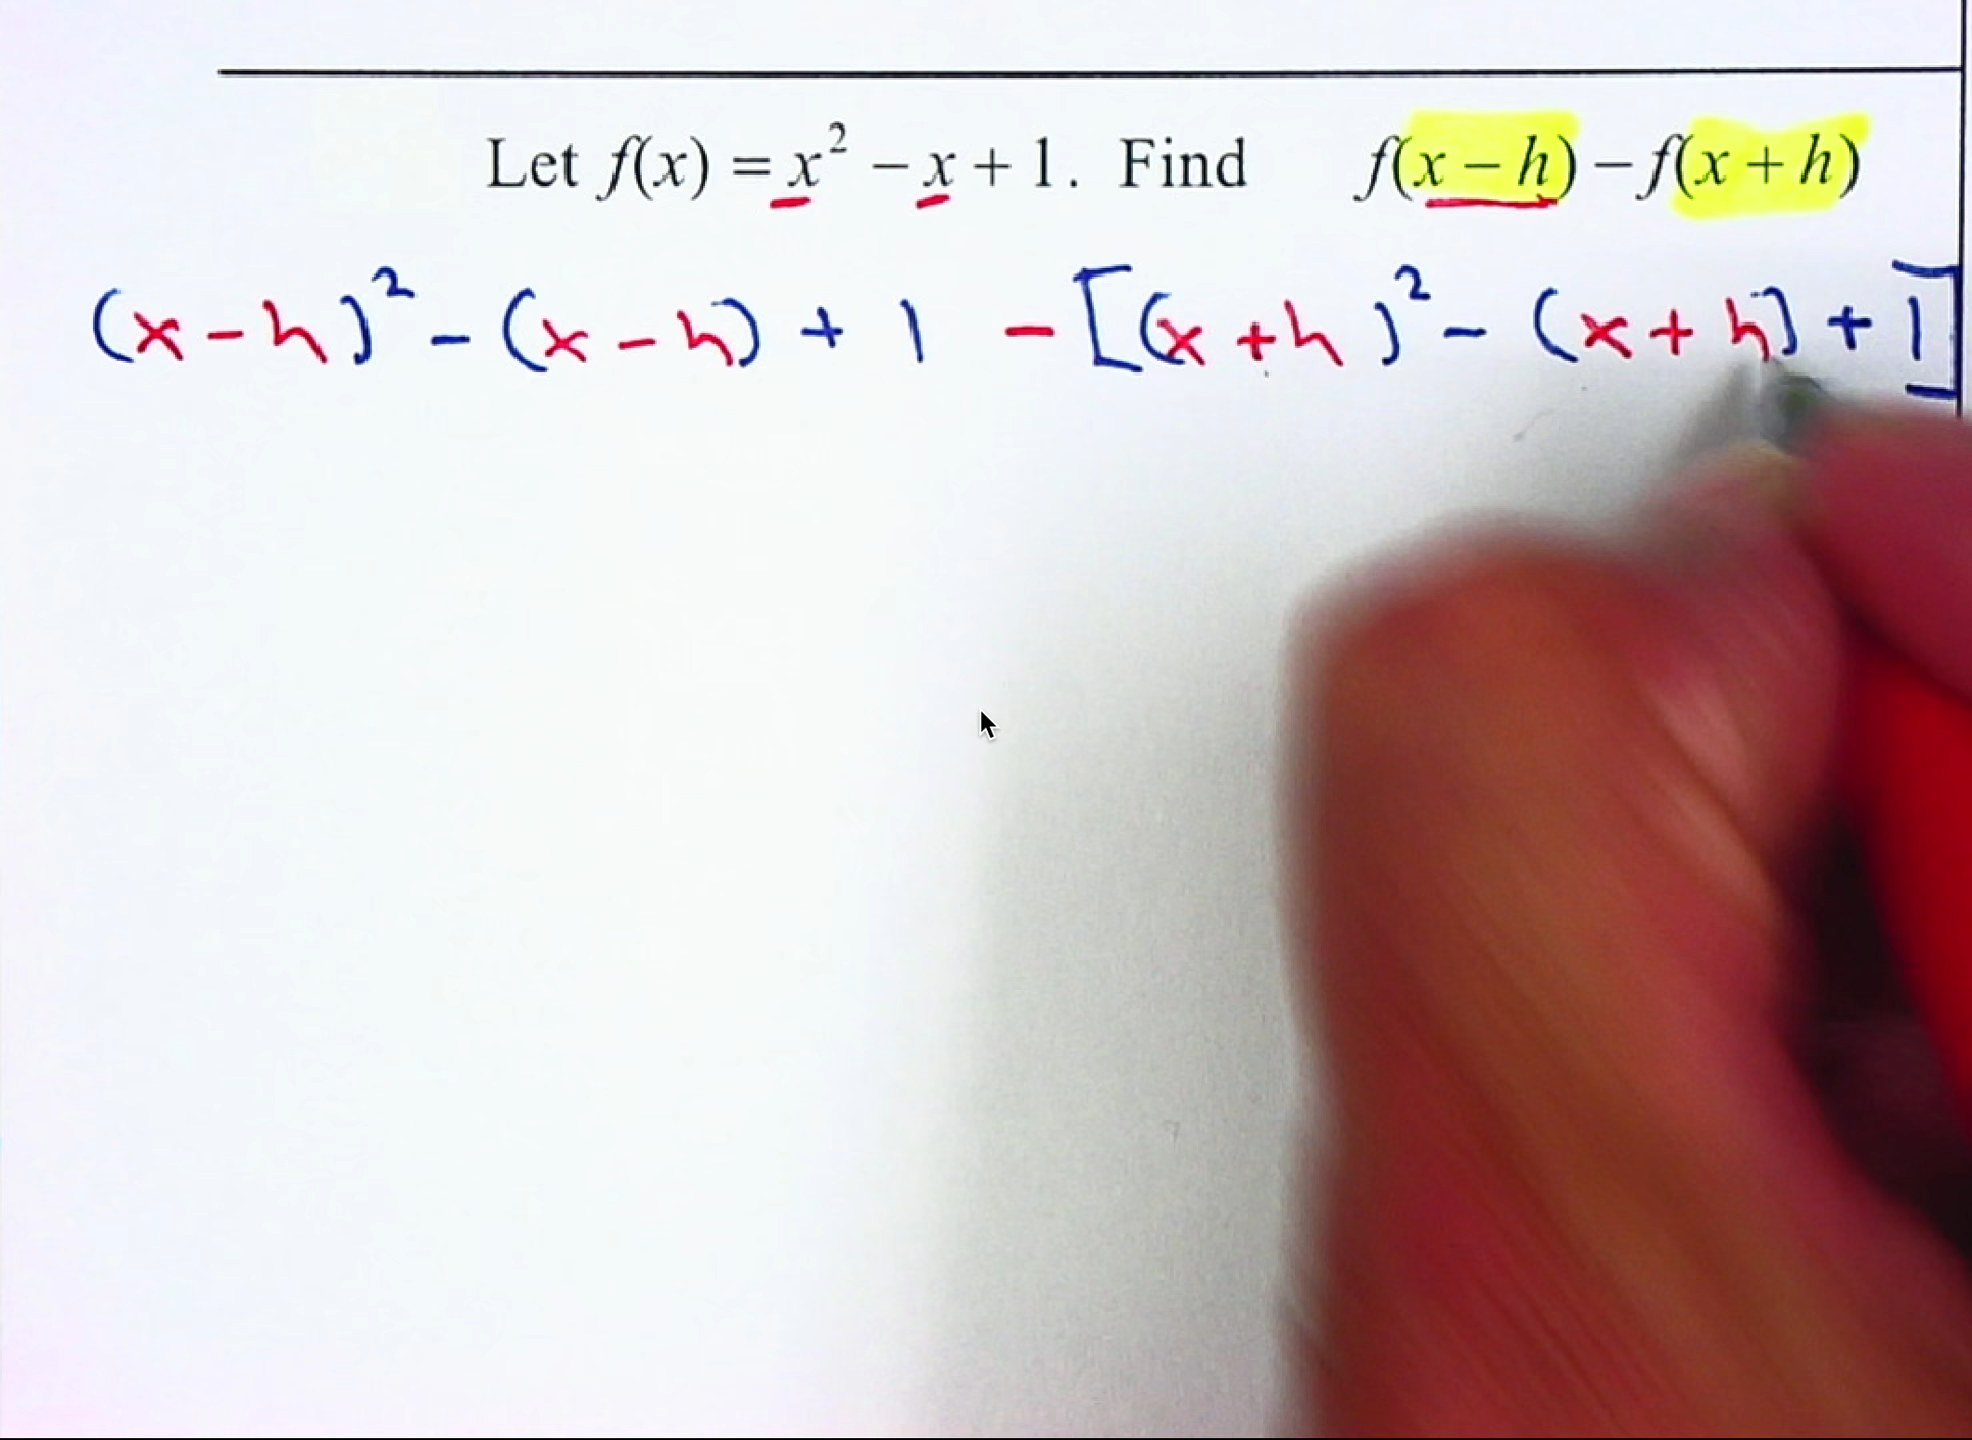 Let f(x) = x² − x + 1. Find f(x − h) − f(x + h)
(x - h)² - (x - h) + 1 - [(x + h)² - (x + h) + 1]